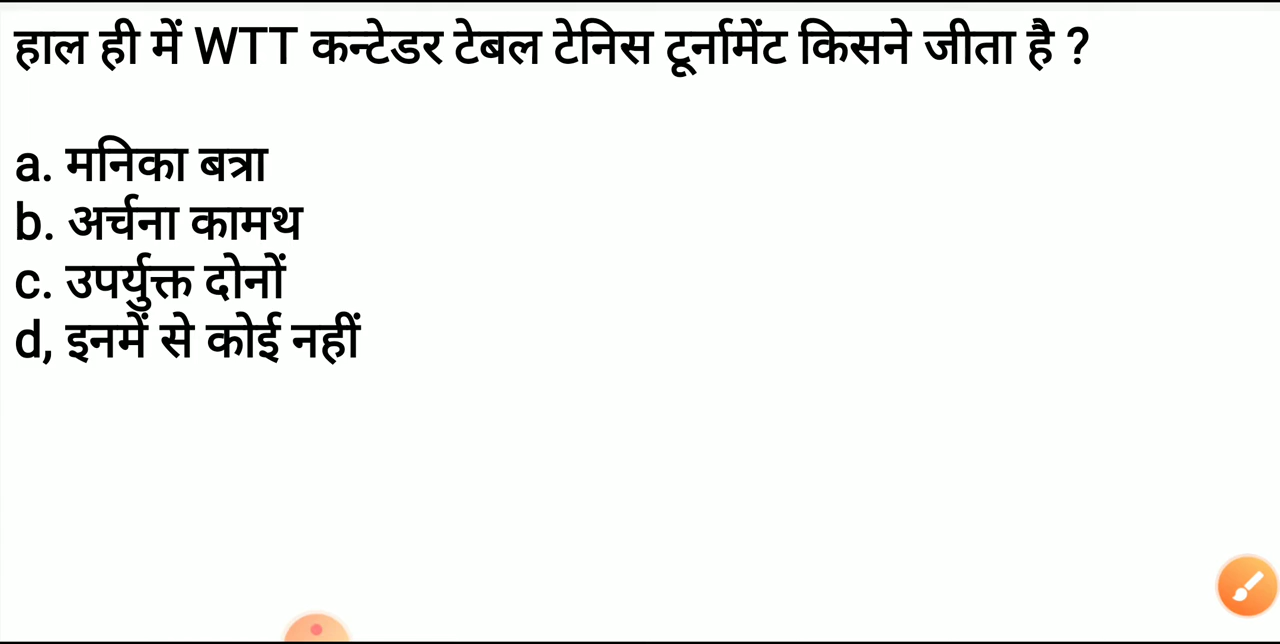 हाल ही में WTT कन्टेडर टेबल टेनिस टूर्नामेंट किसने जीता है ?
a. मनिका बत्रा
b. अर्चना कामथ
c. उपर्युक्त दोनों
d, इनमें से कोई नहीं